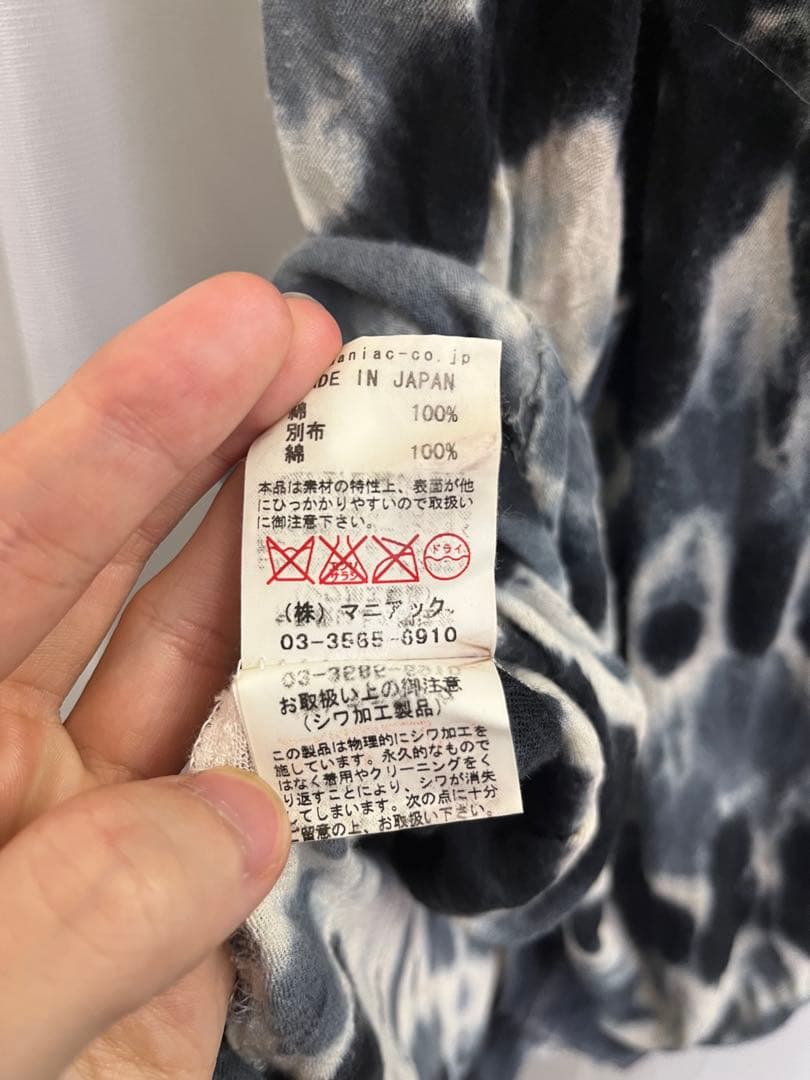 aniac-co.jp
ADE IN JAPAN
綿 100%
別布
綿 100%
本品は素材の特性上、表面が他
にひっかかりやすいので取扱い
に御注意下さい。
エンソ
サラシ
ドライ
(株)マニアック
03-3565-6910
お取扱い上の御注意
(シワ加工製品)
この製品は物理的にシワ加工を
施しています。永久的なもので
はなく着用やクリーニングをく
り返すことにより、シワが消失
してしまいます。次の点に十分
ご留意の上、お取扱い下さい。